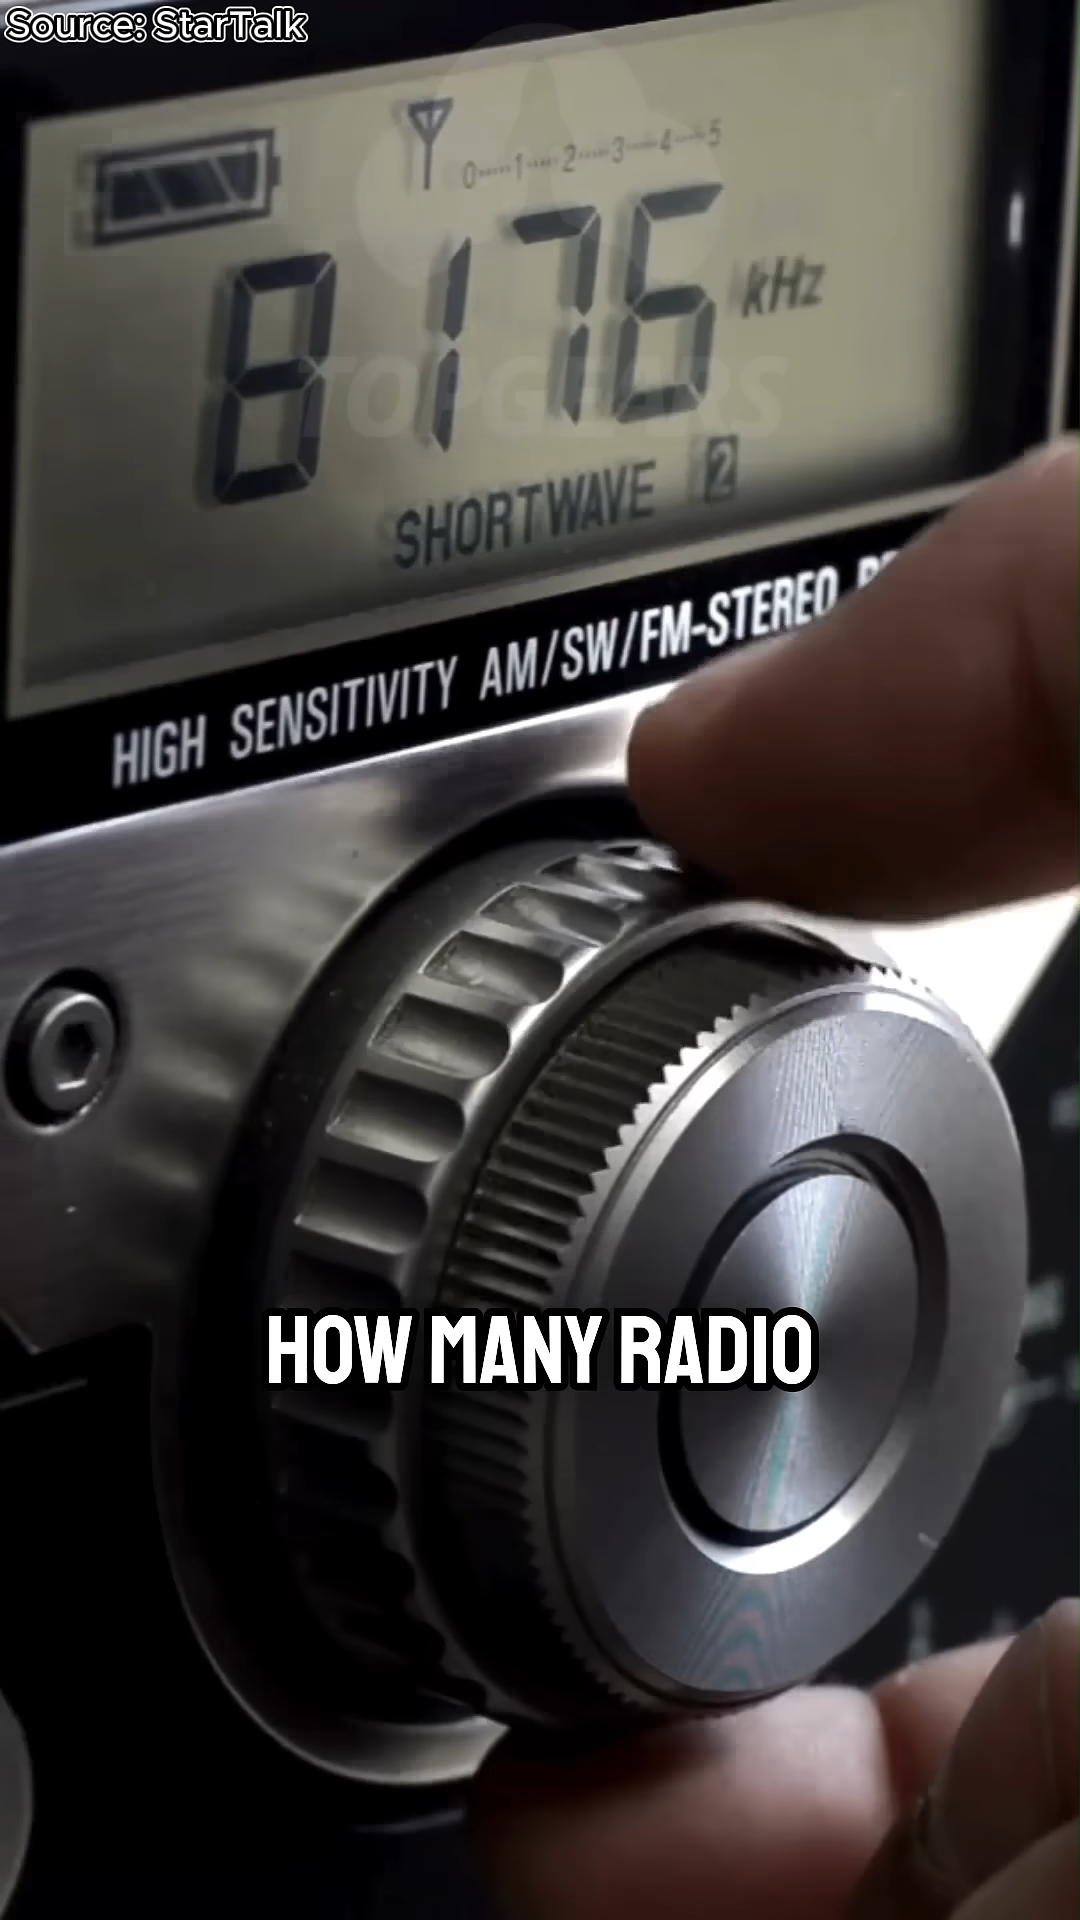 Source: StarTalk
0-----1-----2-----3-----4-----5
8176 kHz
TOPGEARS
SHORTWAVE 2
HIGH SENSITIVITY AM/SW/FM-STEREO
HOW MANY RADIO